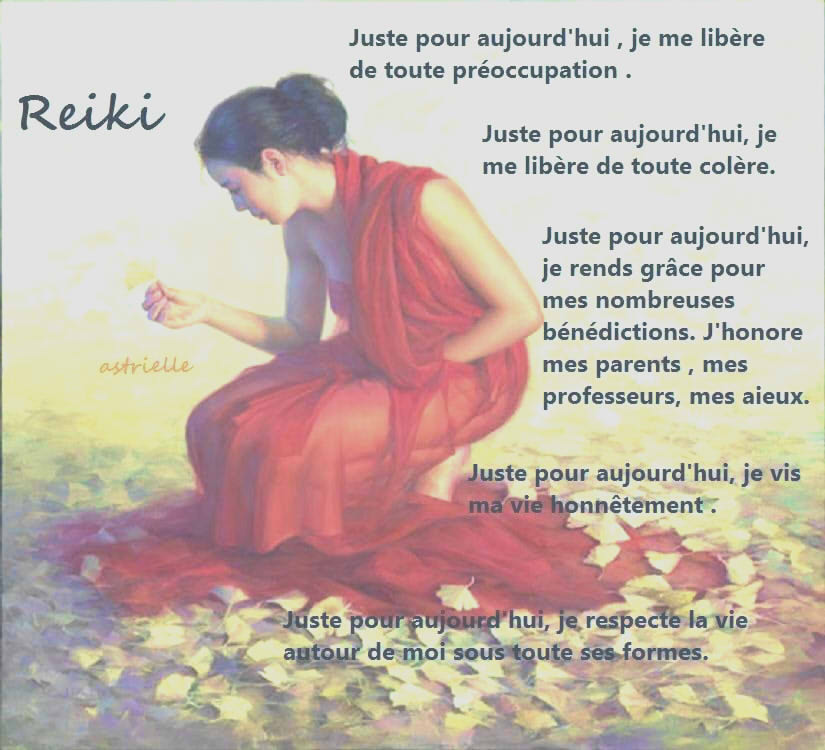 Juste pour aujourd'hui , je me libère
de toute préoccupation .
Reiki
Juste pour aujourd'hui, je
me libère de toute colère.
Juste pour aujourd'hui,
je rends grâce pour
mes nombreuses
bénédictions. J'honore
mes parents , mes
professeurs, mes aieux.
astrielle
Juste pour aujourd'hui, je vis
ma vie honnêtement .
Juste pour aujourd'hui, je respecte la vie
autour de moi sous toute ses formes.